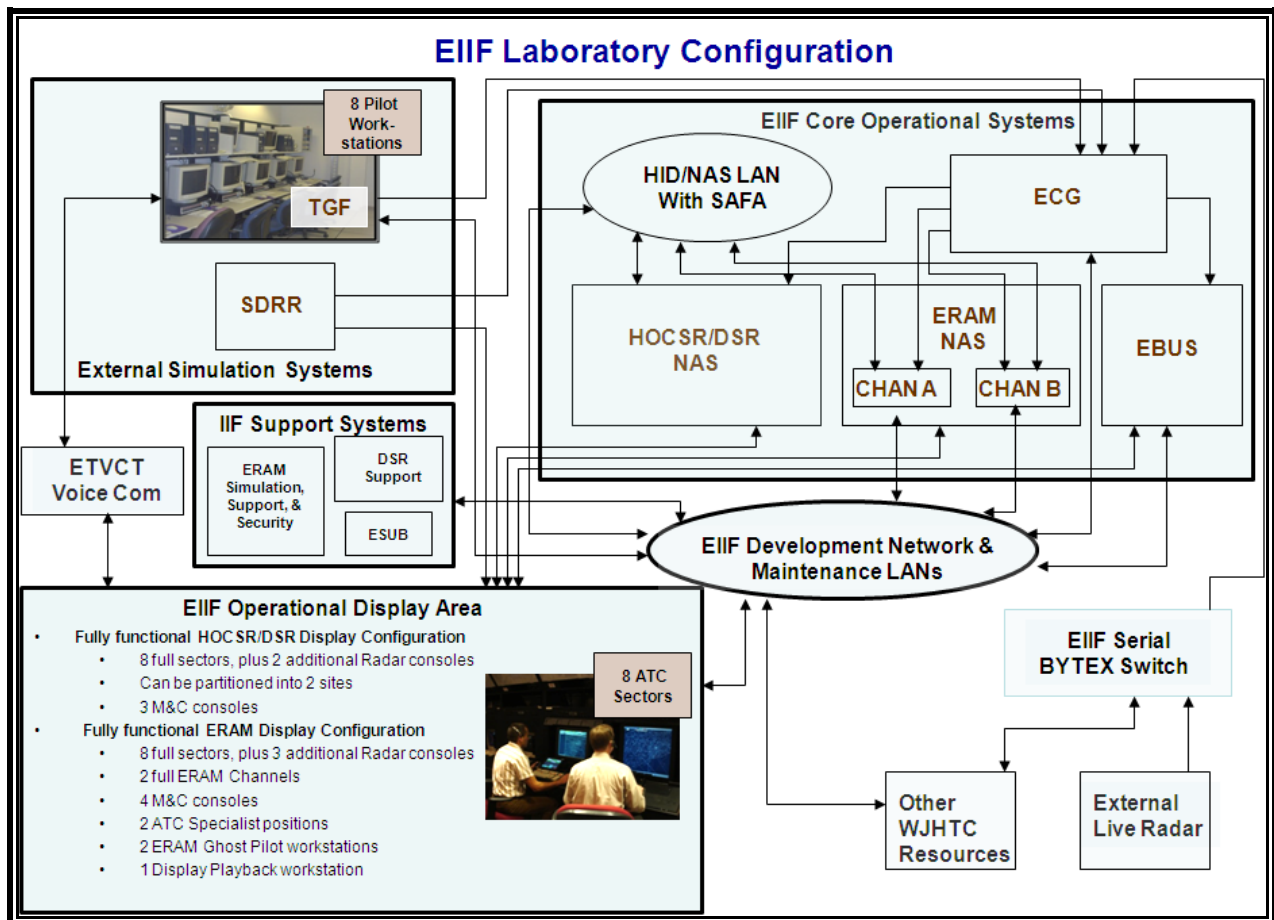 EIIF Laboratory Configuration
8 Pilot
Work-
stations
TGF
SDRR
External Simulation Systems
EIIF Core Operational Systems
HID/NAS LAN
With SAFA
ECG
HOCSR/DSR
NAS
ERAM
NAS
CHAN A
CHAN B
EBUS
IIF Support Systems
ERAM
Simulation,
Support, &
Security
DSR
Support
ESUB
ETVCT
Voice Com
EIIF Development Network &
Maintenance LANs
EIIF Operational Display Area
• Fully functional HOCSR/DSR Display Configuration
• 8 full sectors, plus 2 additional Radar consoles
• Can be partitioned into 2 sites
• 3 M&C consoles
• Fully functional ERAM Display Configuration
• 8 full sectors, plus 3 additional Radar consoles
• 2 full ERAM Channels
• 4 M&C consoles
• 2 ATC Specialist positions
• 2 ERAM Ghost Pilot workstations
• 1 Display Playback workstation
8 ATC
Sectors
EIIF Serial
BYTEX Switch
Other
WJHTC
Resources
External
Live Radar